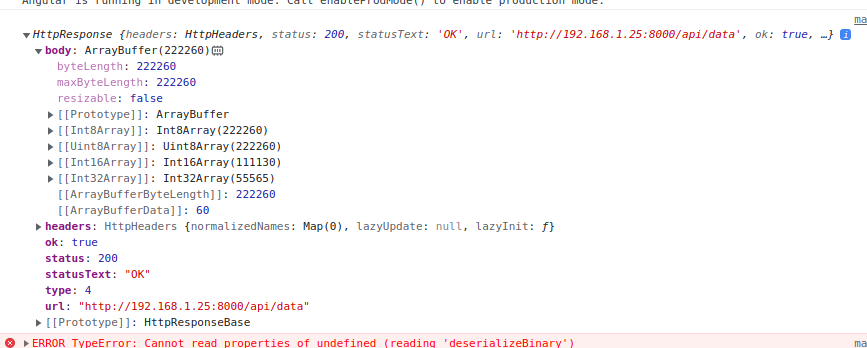 Angular is running in development mode. Call enableProdMode() to enable production mode.
ma
▼HttpResponse {headers: HttpHeaders, status: 200, statusText: 'OK', url: 'http://192.168.1.25:8000/api/data', ok: true, …} i
▼body: ArrayBuffer(222260)
byteLength: 222260
maxByteLength: 222260
resizable: false
▶[[Prototype]]: ArrayBuffer
▶[[Int8Array]]: Int8Array(222260)
▶[[Uint8Array]]: Uint8Array(222260)
▶[[Int16Array]]: Int16Array(111130)
▶[[Int32Array]]: Int32Array(55565)
[[ArrayBufferByteLength]]: 222260
[[ArrayBufferData]]: 60
▶headers: HttpHeaders {normalizedNames: Map(0), lazyUpdate: null, lazyInit: ƒ}
ok: true
status: 200
statusText: "OK"
type: 4
url: "http://192.168.1.25:8000/api/data"
▶[[Prototype]]: HttpResponseBase
▶ERROR TypeError: Cannot read properties of undefined (reading 'deserializeBinary') ma